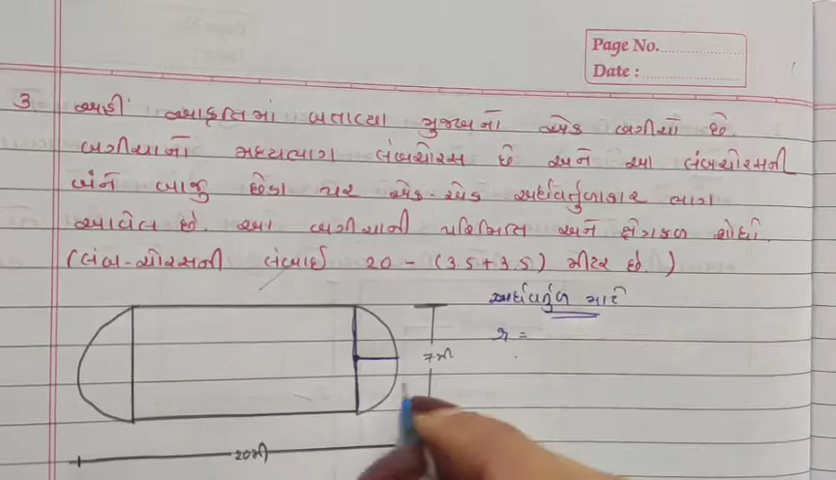 Page No.
Date :
3 અહીં આકૃતિમાં બતાવ્યા મુજબનો એક બગીચો છે.
બગીચાનો મધ્યભાગ લંબચોરસ છે અને આ લંબચોરસની
બંને બાજુ છેડા પર એક-એક અર્ધવર્તુળાકાર ભાગ
આવેલ છે. આ બગીચાની પરિમિતિ અને ક્ષેત્રફળ શોધો.
(લંબ-ચોરસની લંબાઈ 20 - (3.5+3.5) મીટર છે.)
અર્ધવર્તુળ માટે
r =
7મી
20મી